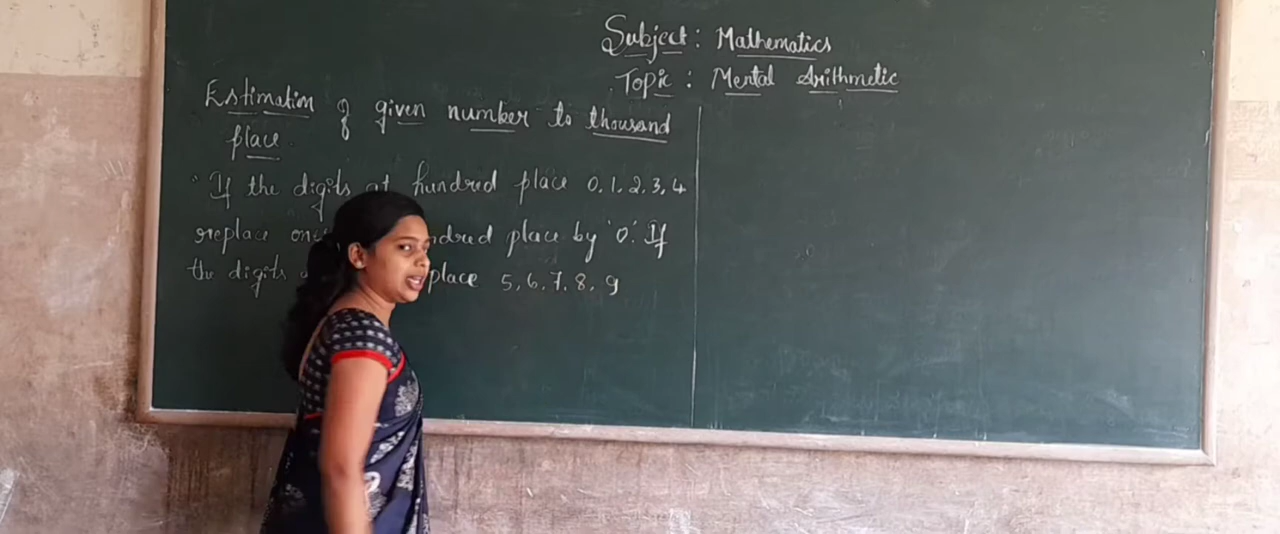 Subject: Mathematics
Topic : Mental Arithmetic
Estimation of given number to thousand
place.
If the digits at hundred place 0,1,2,3,4
replace dred place by '0'. If
the digits place 5,6,7,8,9